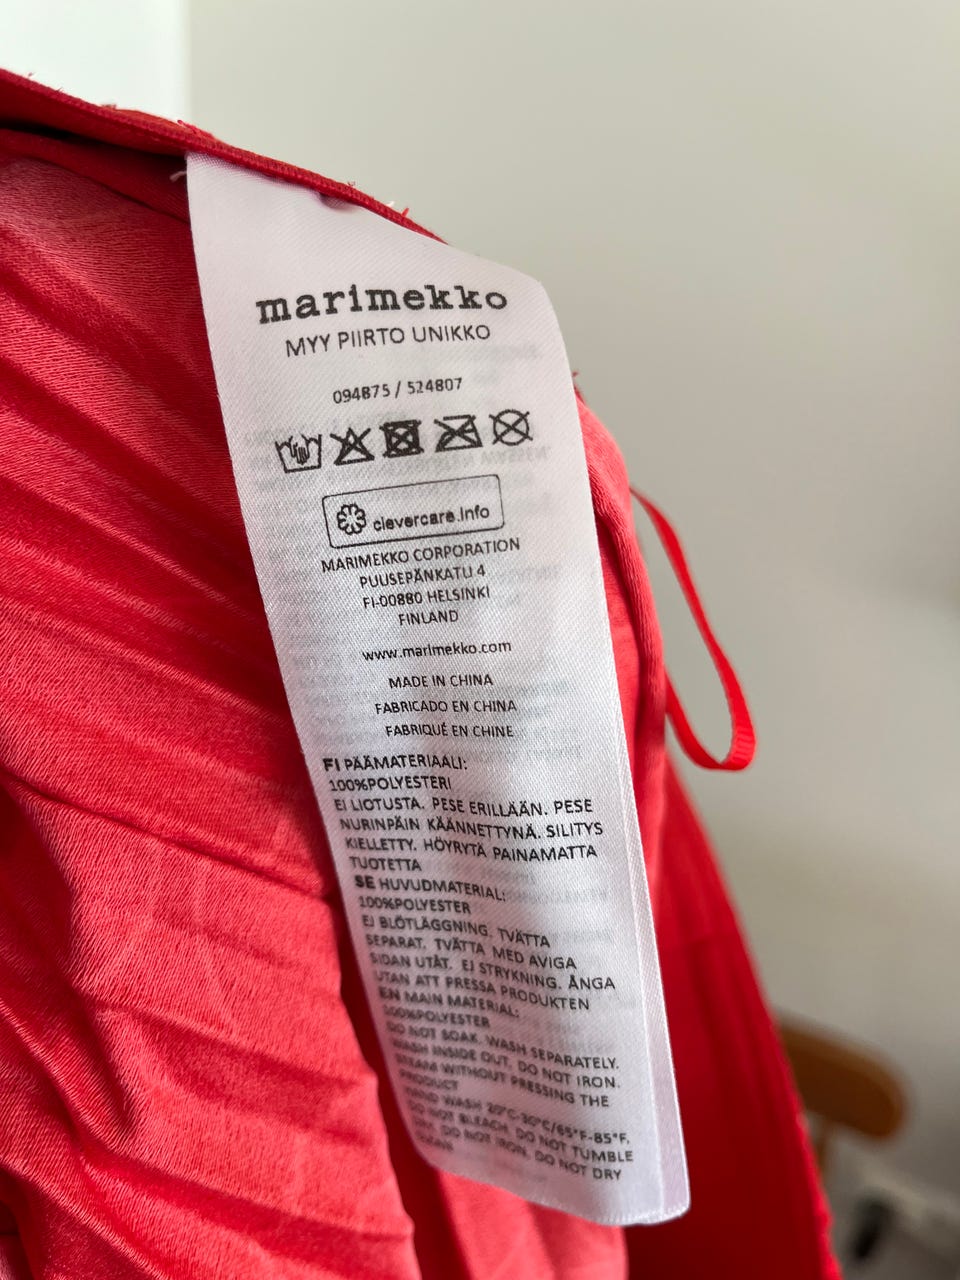 marimekko
MYY PIIRTO UNIKKO
094875 / 524807
clevercare.info
MARIMEKKO CORPORATION
PUUSEPÄNKATU 4
FI-00880 HELSINKI
FINLAND
www.marimekko.com
MADE IN CHINA
FABRICADO EN CHINA
FABRIQUÉ EN CHINE
FI PÄÄMATERIAALI:
100%POLYESTERI
EI LIOTUSTA. PESE ERILLÄÄN. PESE
NURINPÄIN KÄÄNNETTYNÄ. SILITYS
KIELLETTY. HÖYRYTÄ PAINAMATTA
TUOTETTA
SE HUVUDMATERIAL:
100%POLYESTER
EJ BLÖTLÄGGNING. TVÄTTA
SEPARAT. TVÄTTA MED AVIGA
SIDAN UTÅT. EJ STRYKNING. ÅNGA
UTAN ATT PRESSA PRODUKTEN
EN MAIN MATERIAL:
100%POLYESTER
DO NOT SOAK. WASH SEPARATELY.
WASH INSIDE OUT. DO NOT IRON.
STEAM WITHOUT PRESSING THE
PRODUCT
HAND WASH 20°C-30°C/65°F-85°F.
DO NOT BLEACH. DO NOT TUMBLE
DRY. DO NOT IRON. DO NOT DRY
CLEAN